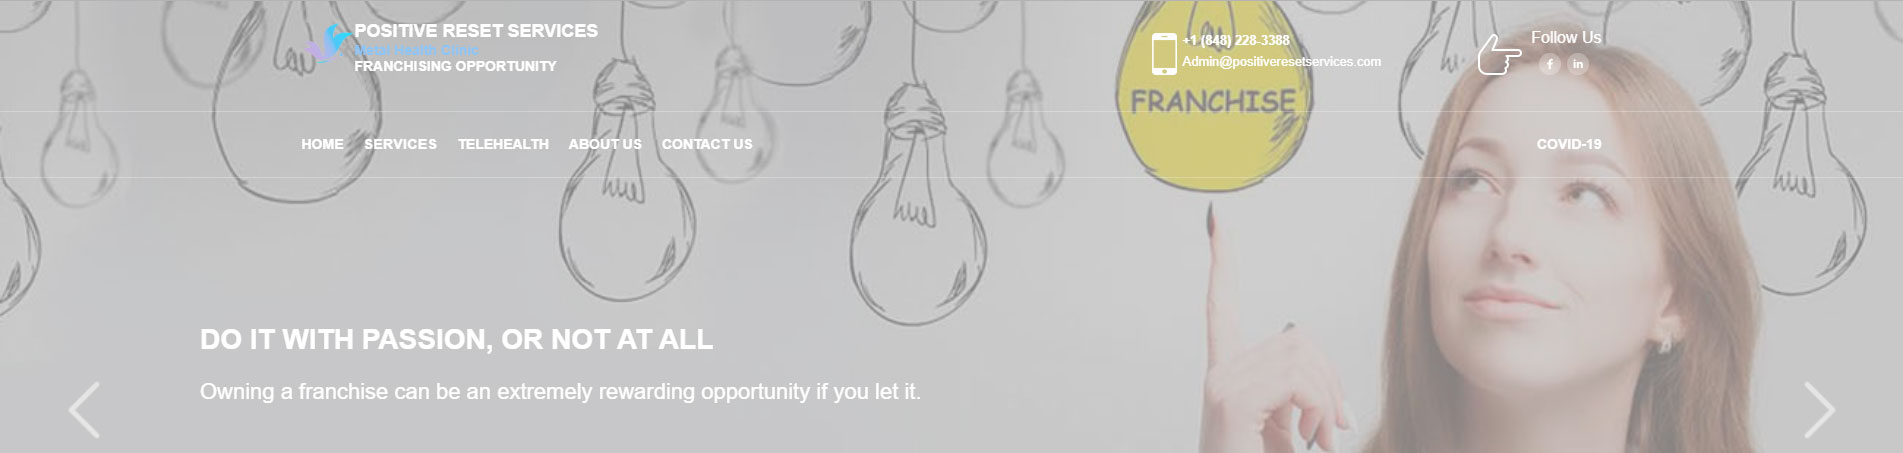 POSITIVE RESET SERVICES
Metal Health Clinic
FRANCHISING OPPORTUNITY
+1 (848) 228-3388
Admin@positiveresetservices.com
Follow Us
f in
FRANCHISE
HOME SERVICES TELEHEALTH ABOUT US CONTACT US COVID-19
DO IT WITH PASSION, OR NOT AT ALL
Owning a franchise can be an extremely rewarding opportunity if you let it.